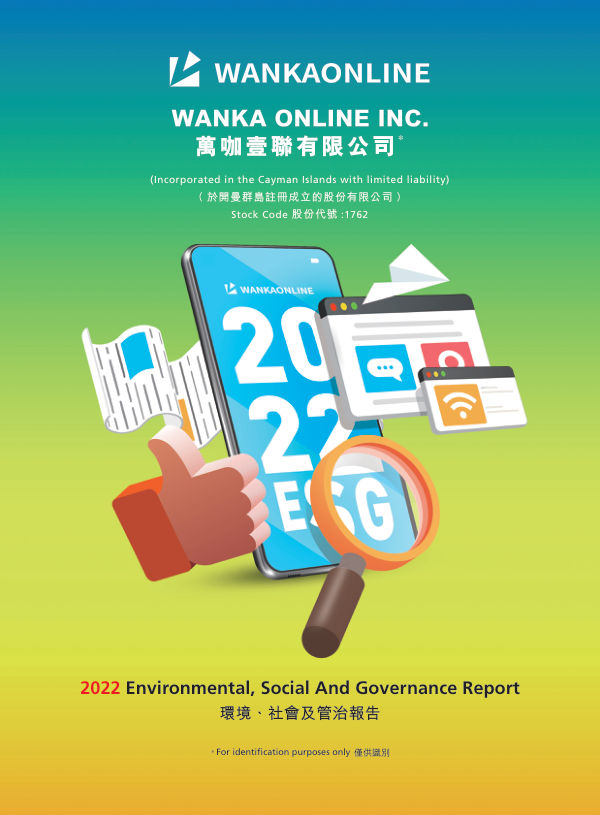 WANKAONLINE
WANKA ONLINE INC.
萬咖壹聯有限公司*
(Incorporated in the Cayman Islands with limited liability)
（於開曼群島註冊成立的股份有限公司）
Stock Code 股份代號 :1762
WANKAONLINE
20
22
ESG
2022 Environmental, Social And Governance Report
環境、社會及管治報告
* For identification purposes only 僅供識別